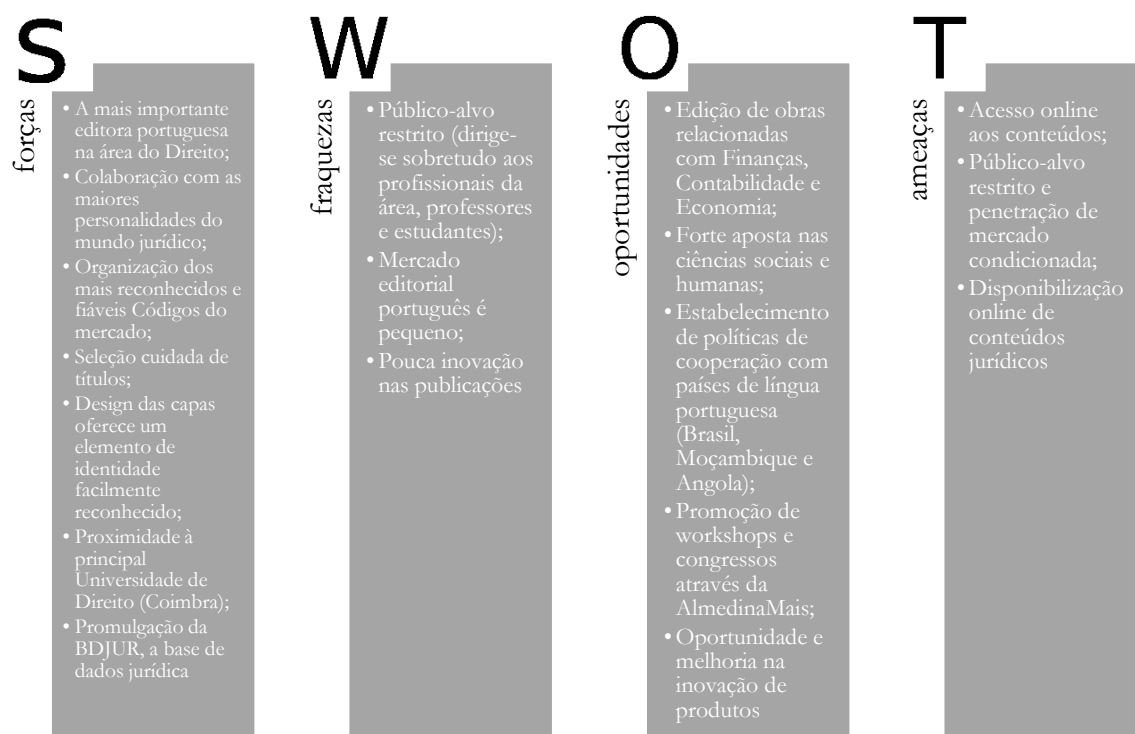 S
forças
• A mais importante
editora portuguesa
na área do Direito;
• Colaboração com as
maiores
personalidades do
mundo jurídico;
• Organização dos
mais reconhecidos e
fiáveis Códigos do
mercado;
• Seleção cuidada de
títulos;
• Design das capas
oferece um
elemento de
identidade
facilmente
reconhecido;
• Proximidade à
principal
Universidade de
Direito (Coimbra);
• Promulgação da
BDJUR, a base de
dados jurídica
W
fraquezas
• Público-alvo
restrito (dirige-
se sobretudo aos
profissionais da
área, professores
e estudantes);
• Mercado
editorial
português é
pequeno;
• Pouca inovação
nas publicações
O
oportunidades
• Edição de obras
relacionadas
com Finanças,
Contabilidade e
Economia;
• Forte aposta nas
ciências sociais e
humanas;
• Estabelecimento
de políticas de
cooperação com
países de língua
portuguesa
(Brasil,
Moçambique e
Angola);
• Promoção de
workshops e
congressos
através da
AlmedinaMais;
• Oportunidade e
melhoria na
inovação de
produtos
T
ameaças
• Acesso online
aos conteúdos;
• Público-alvo
restrito e
penetração de
mercado
condicionada;
• Disponibilização
online de
conteúdos
jurídicos